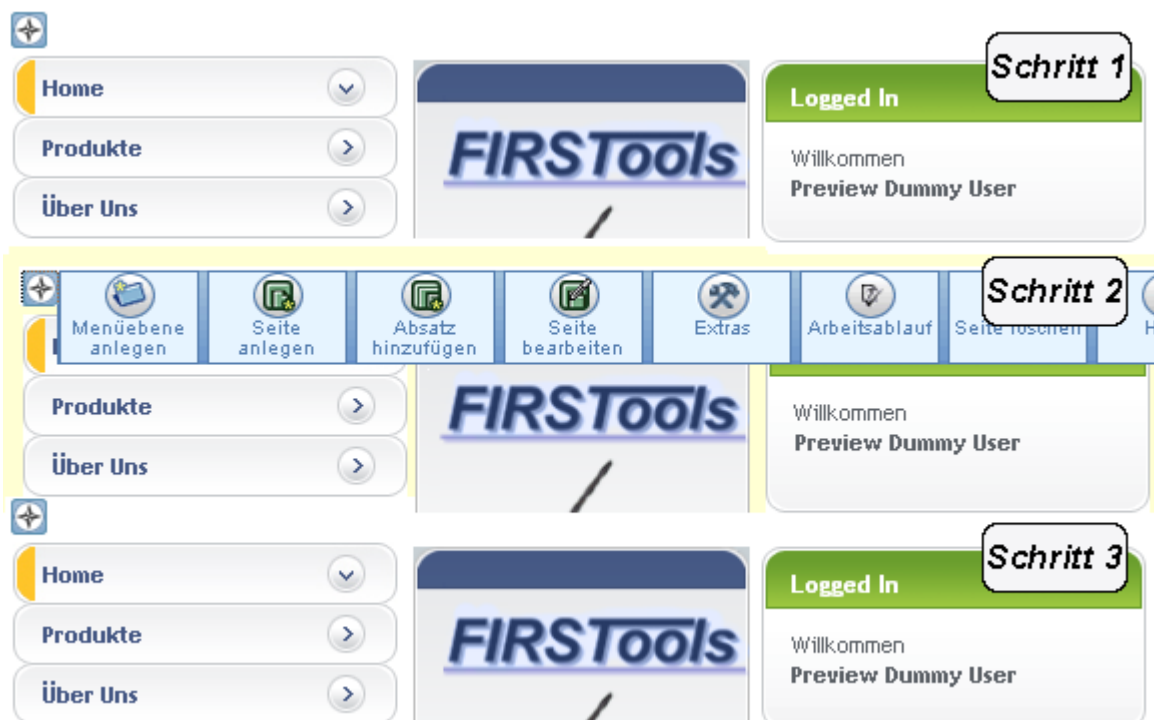 Schritt 1
Home
Logged In
Produkte
FIRSTools
Willkommen
Über Uns
Preview Dummy User
Schritt 2
Menüebene
anlegen
Seite
anlegen
Absatz
hinzufügen
Seite
bearbeiten
Extras
Arbeitsablauf
Seite löschen
Produkte
FIRSTools
Willkommen
Preview Dummy User
Über Uns
Schritt 3
Home
Logged In
Produkte
FIRSTools
Willkommen
Über Uns
Preview Dummy User